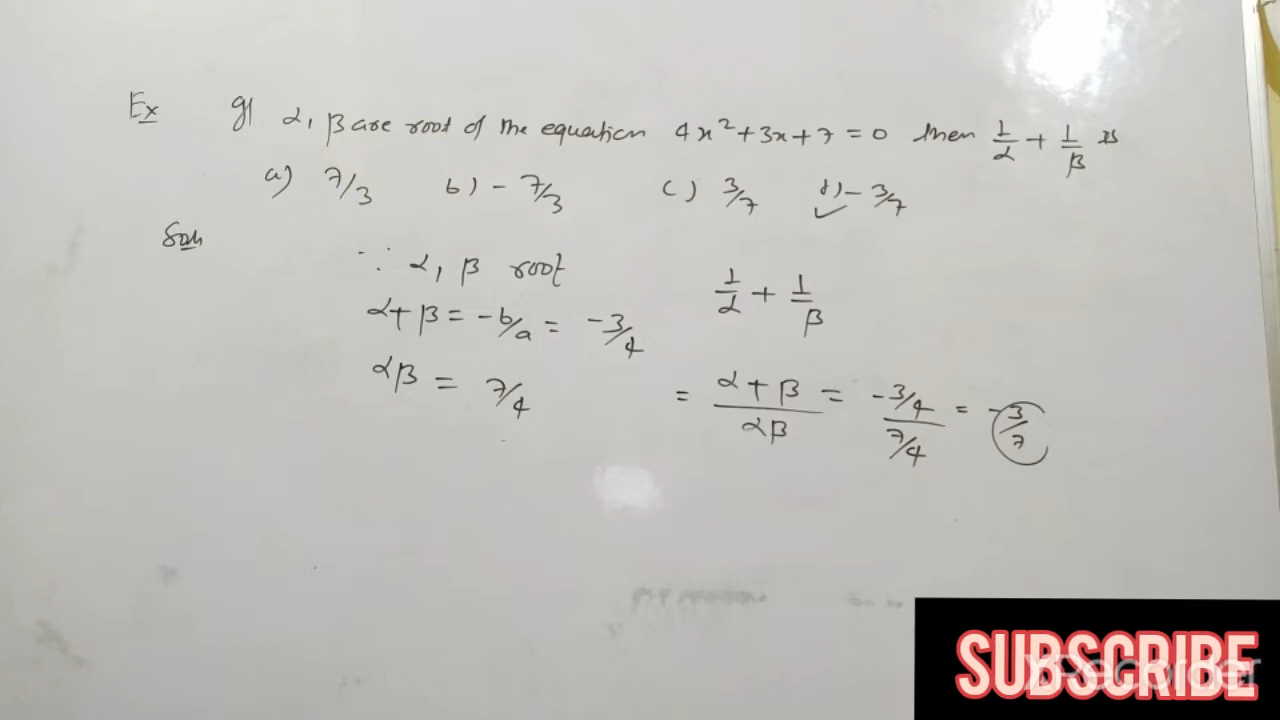 Ex If α, β are root of the equation 4x² + 3x + 7 = 0 then 1/α + 1/β is
a) 7/3 b) - 7/3 c) 3/7 d) - 3/7
Soln
∵ α, β root
α + β = -b/a = -3/4
αβ = 7/4
1/α + 1/β
= (α + β)/(αβ) = (-3/4)/(7/4) = -3/7
SUBSCRIBE
XRecorder